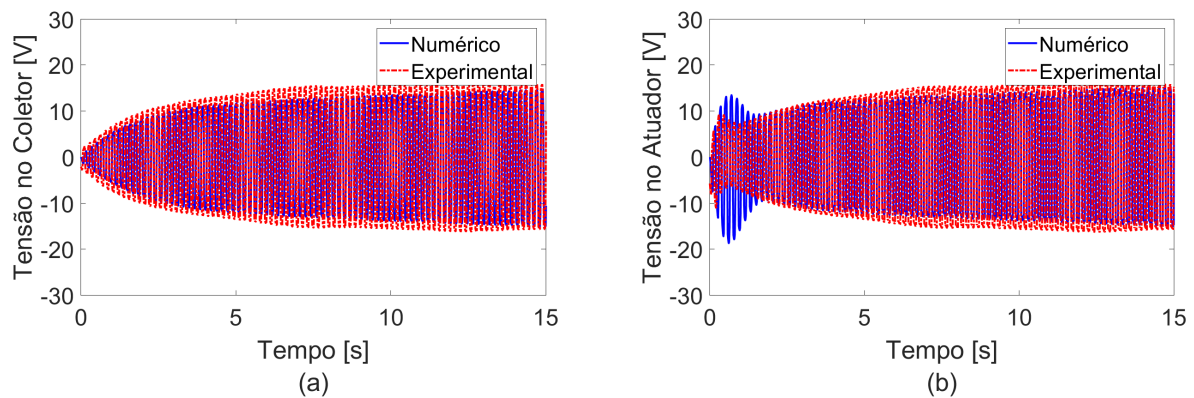 Tensão no Coletor [V]
30
20
10
0
-10
-20
-30
Numérico
Experimental
0
5
10
15
Tempo [s]
(a)
Tensão no Atuador [V]
30
20
10
0
-10
-20
-30
Numérico
Experimental
0
5
10
15
Tempo [s]
(b)